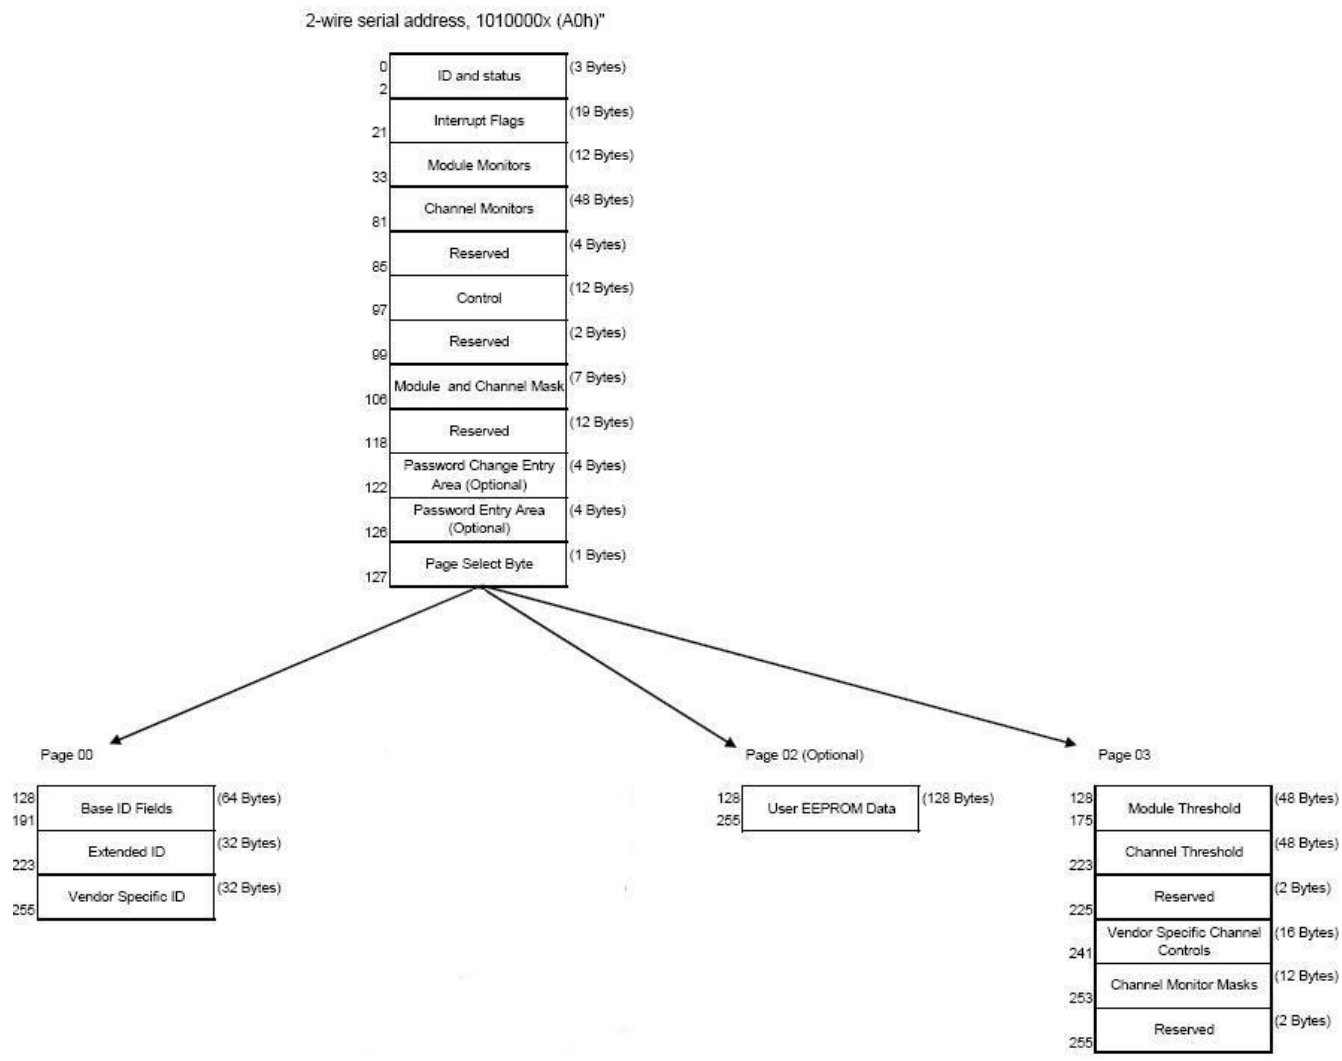 2-wire serial address, 1010000x (A0h)"
0
2
ID and status
(3 Bytes)
21
Interrupt Flags
(19 Bytes)
33
Module Monitors
(12 Bytes)
81
Channel Monitors
(48 Bytes)
85
Reserved
(4 Bytes)
97
Control
(12 Bytes)
99
Reserved
(2 Bytes)
106
Module and Channel Mask
(7 Bytes)
118
Reserved
(12 Bytes)
122
Password Change Entry
Area (Optional)
(4 Bytes)
126
Password Entry Area
(Optional)
(4 Bytes)
127
Page Select Byte
(1 Bytes)
Page 00
128
191
Base ID Fields
(64 Bytes)
223
Extended ID
(32 Bytes)
255
Vendor Specific ID
(32 Bytes)
Page 02 (Optional)
128
255
User EEPROM Data
(128 Bytes)
Page 03
128
175
Module Threshold
(48 Bytes)
223
Channel Threshold
(48 Bytes)
225
Reserved
(2 Bytes)
241
Vendor Specific Channel
Controls
(16 Bytes)
253
Channel Monitor Masks
(12 Bytes)
255
Reserved
(2 Bytes)